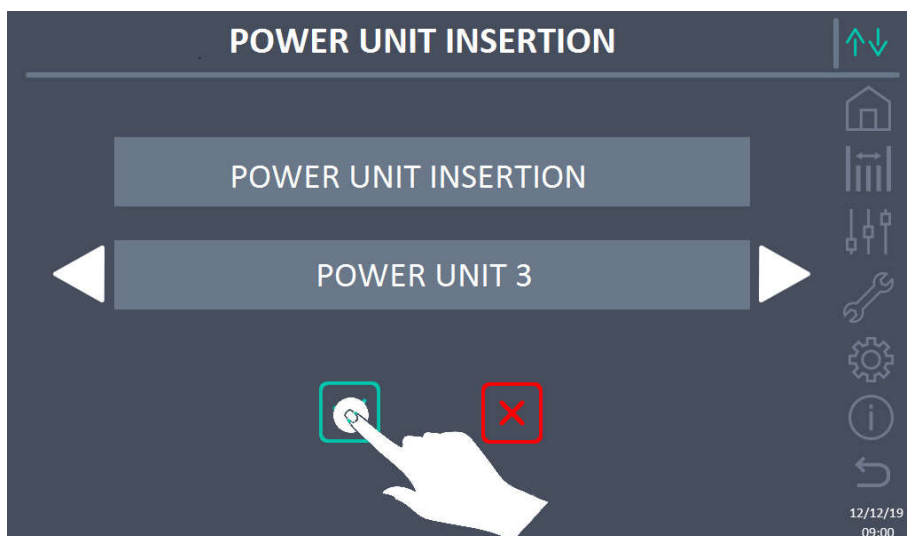 POWER UNIT INSERTION
POWER UNIT INSERTION
POWER UNIT 3
12/12/19
09:00